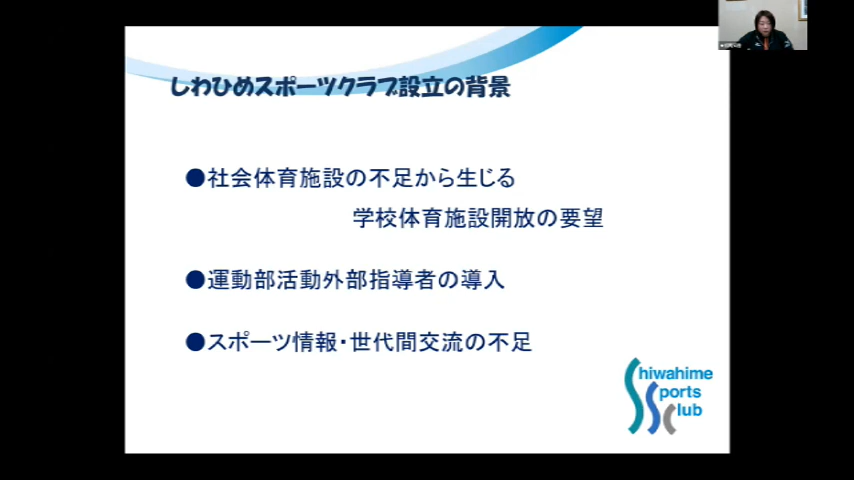 しわひめスポーツクラブ設立の背景
●社会体育施設の不足から生じる
学校体育施設開放の要望
●運動部活動外部指導者の導入
●スポーツ情報・世代間交流の不足
Shiwahime
Sports
Club